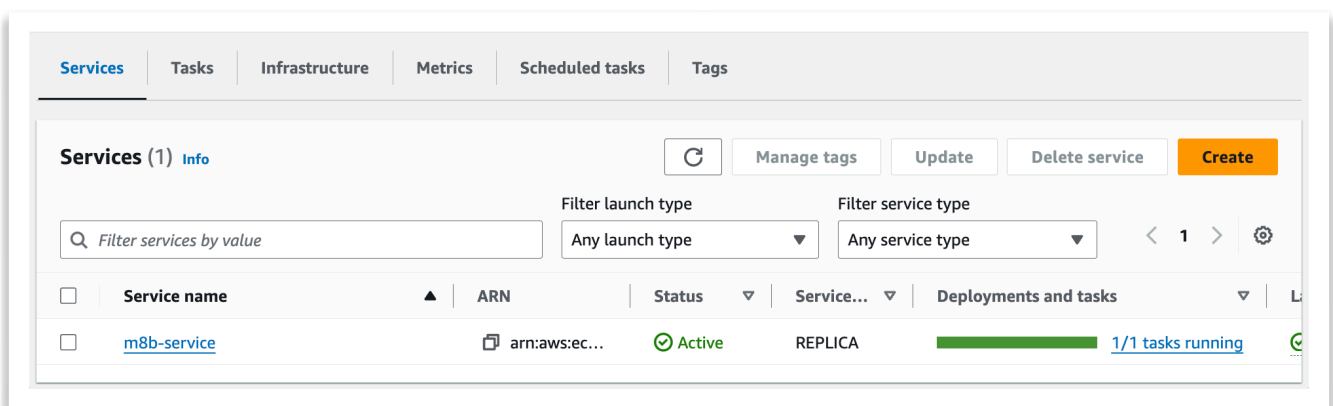 Services Tasks Infrastructure Metrics Scheduled tasks Tags
Services (1) Info Manage tags Update Delete service Create
Filter launch type Filter service type
Filter services by value Any launch type Any service type 1
Service name ARN Status Service... Deployments and tasks
m8b-service arn:aws:ec... Active REPLICA 1/1 tasks running